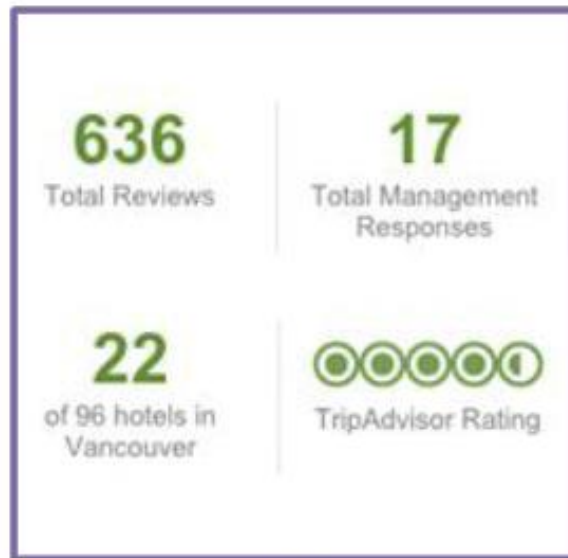 636
Total Reviews
17
Total Management
Responses
22
of 96 hotels in
Vancouver
TripAdvisor Rating